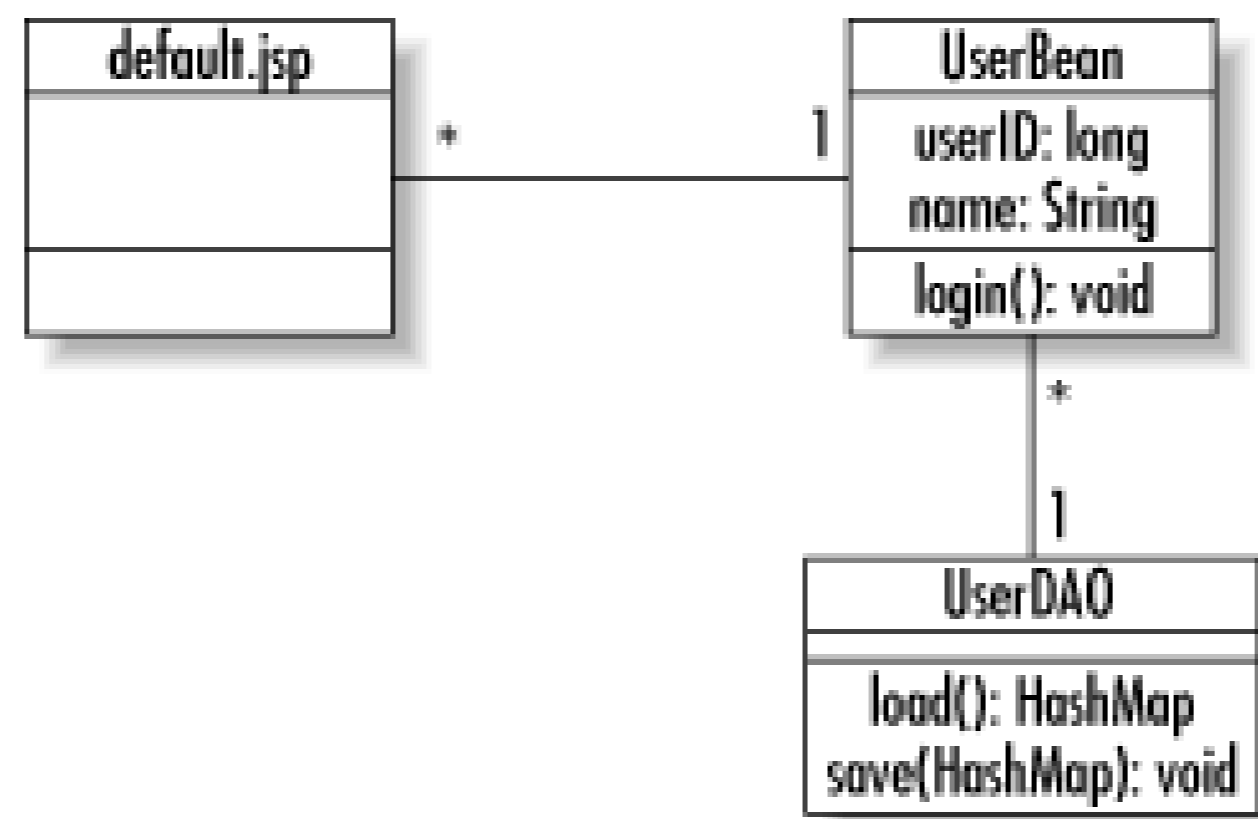 default.jsp
*
1
UserBean
userID: long
name: String
login(): void
*
1
UserDAO
load(): HashMap
save(HashMap): void